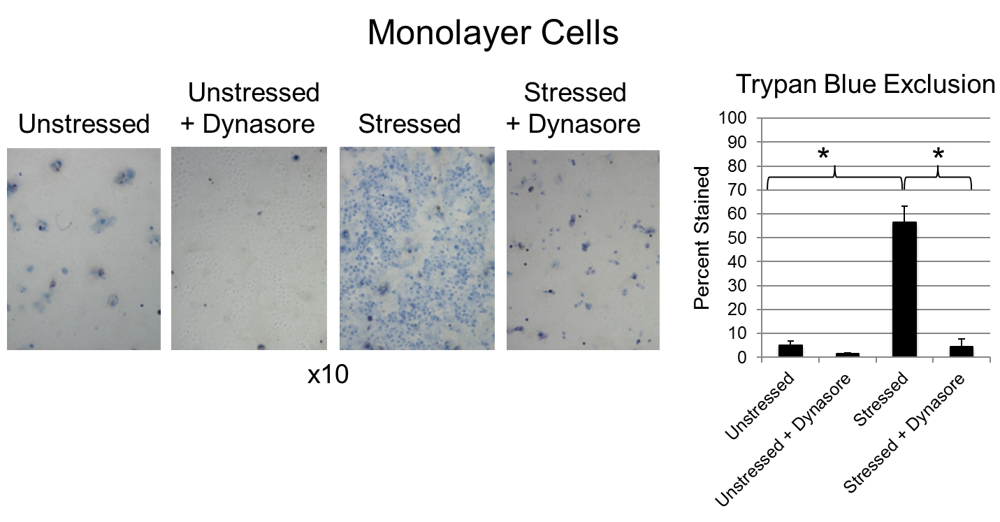 Monolayer Cells
Unstressed
Unstressed
+ Dynasore
Stressed
Stressed
+ Dynasore
x10
Trypan Blue Exclusion
Percent Stained
100
90
80
70
60
50
40
30
20
10
0
*
*
Unstressed
Unstressed + Dynasore
Stressed
Stressed + Dynasore